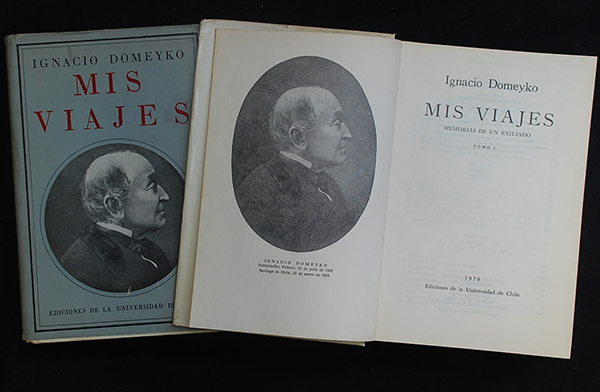 IGNACIO DOMEYKO
MIS
VIAJES
EDICIONES DE LA UNIVERSIDAD D
IGNACIO DOMEYKO
Niedzwiadka, Polonia, 31 de julio de 1802
Santiago de Chile, 23 de enero de 1889
Ignacio Domeyko
MIS VIAJES
MEMORIAS DE UN EXILIADO
TOMO I
1978
Ediciones de la Universidad de Chile